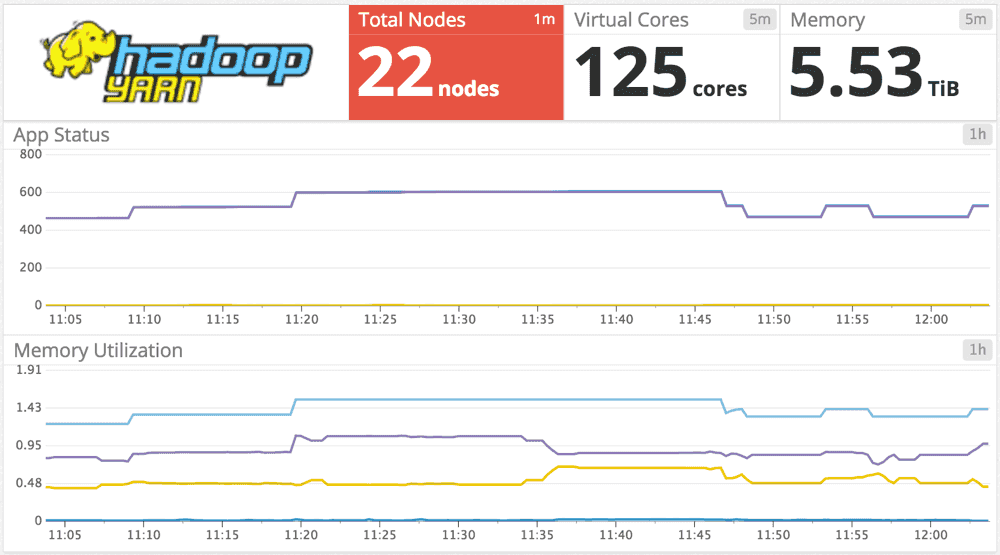 hadoop
YARN
Total Nodes 1m
22 nodes
Virtual Cores 5m
125 cores
Memory 5m
5.53 TiB
App Status 1h
800
600
400
200
0
11:05 11:10 11:15 11:20 11:25 11:30 11:35 11:40 11:45 11:50 11:55 12:00
Memory Utilization 1h
1.91
1.43
0.95
0.48
0
11:05 11:10 11:15 11:20 11:25 11:30 11:35 11:40 11:45 11:50 11:55 12:00